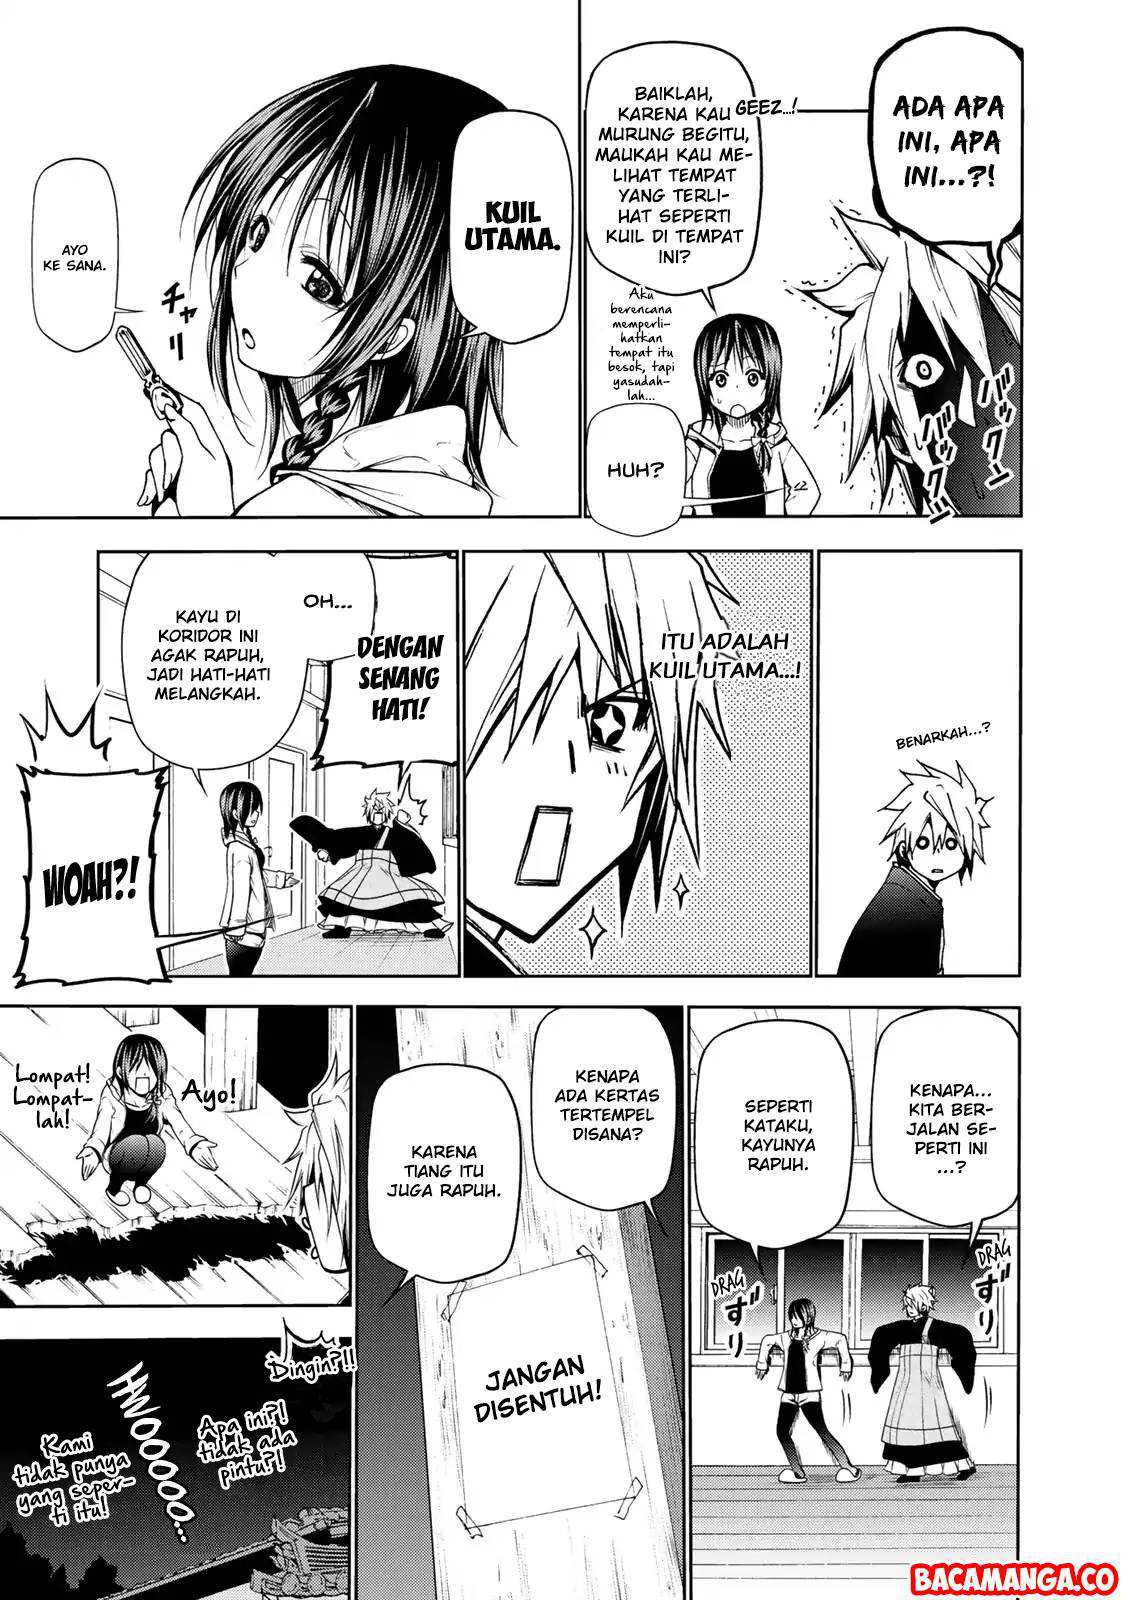 ADA APA
INI, APA
INI...?!
GEEZ...!
BAIKLAH,
KARENA KAU
MURUNG BEGITU,
MAUKAH KAU ME-
LIHAT TEMPAT
YANG TERLI-
HAT SEPERTI
KUIL DI TEMPAT
INI?
Aku
berencana
memperli-
hatkan
tempat itu
besok, tapi
yasudah-
lah...
HUH?
バックン
バックン
KUIL
UTAMA.
AYO
KE SANA.
チャリ
BENARKAH...?
ITU ADALAH
KUIL UTAMA...!
DENGAN
SENANG
HATI!
OH...
KAYU DI
KORIDOR INI
AGAK RAPUH,
JADI HATI-HATI
MELANGKAH.
WOAH?!
KENAPA...
KITA BER-
JALAN SE-
PERTI INI
...?
SEPERTI
KATAKU,
KAYUNYA
RAPUH.
DRAG
ずリ
DRAG
ずリ
KENAPA
ADA KERTAS
TERTEMPEL
DISANA?
KARENA
TIANG ITU
JUGA RAPUH.
JANGAN
DISENTUH!
Ayo!
Lompat!
Lompat-
lah!
Dingin?!!
Apa ini?!
tidak ada
pintu?!
HWOOOOO...
Kami
tidak punya
yang seper-
ti itu!
BACAMANGA.CO